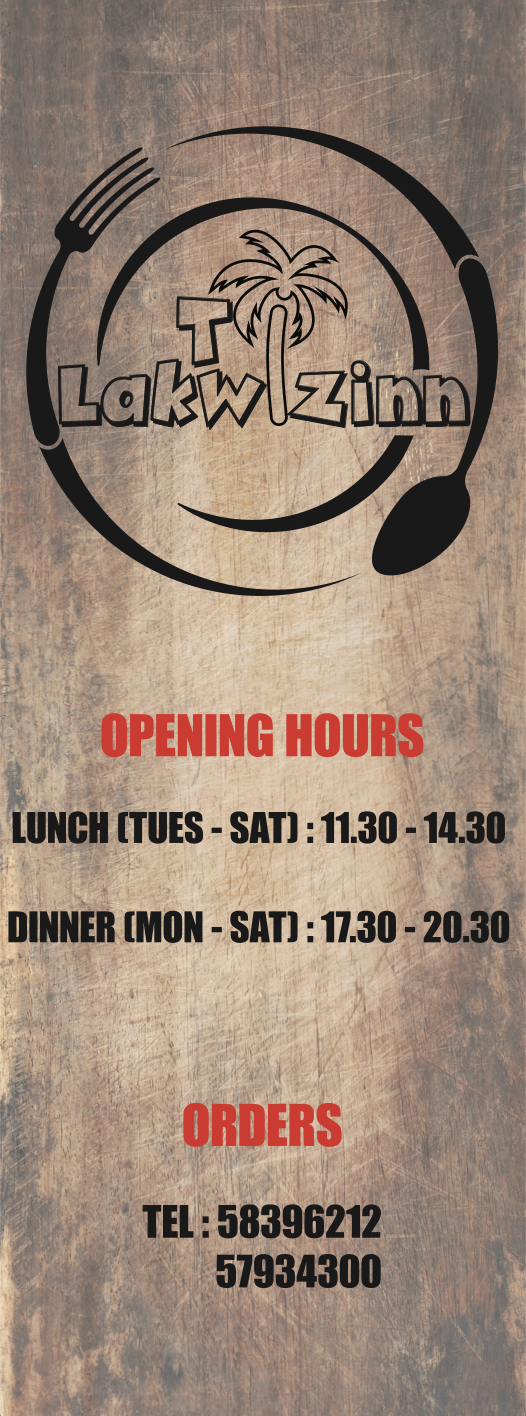 Ti
Lakwizinn
OPENING HOURS
LUNCH (TUES - SAT) : 11.30 - 14.30
DINNER (MON - SAT) : 17.30 - 20.30
ORDERS
TEL : 58396212
57934300